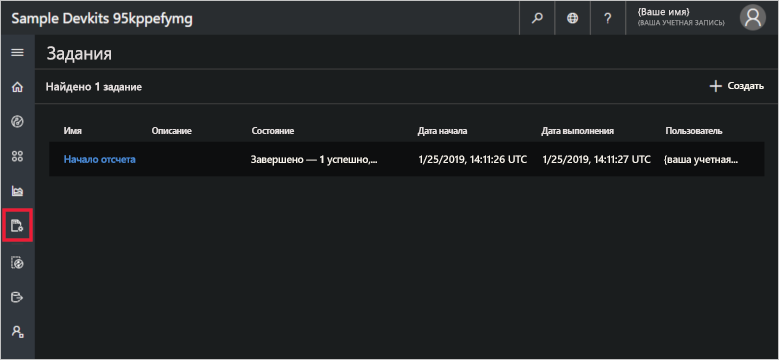 Sample Devkits 95kppefymg
?
{Ваше имя}
(ВАША УЧЕТНАЯ ЗАПИСЬ)
Задания
Найдено 1 задание
Создать
Имя Описание Состояние Дата начала Дата выполнения Пользователь
Начало отсчета Завершено — 1 успешно,... 1/25/2019, 14:11:26 UTC 1/25/2019, 14:11:27 UTC {ваша учетная...